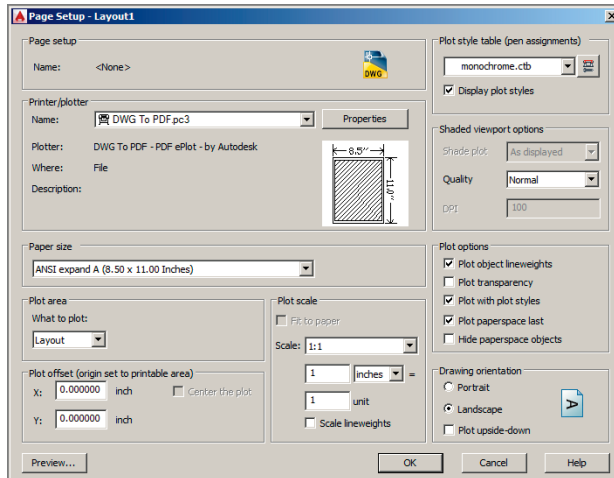 Page Setup - Layout1
Page setup
Name: <None>
DWG
Printer/plotter
Name: DWG To PDF.pc3 Properties
Plotter: DWG To PDF - PDF ePlot - by Autodesk
Where: File
Description:
8.5"
11.0"
Paper size
ANSI expand A (8.50 x 11.00 Inches)
Plot area
What to plot:
Layout
Plot offset (origin set to printable area)
X: 0.000000 inch Center the plot
Y: 0.000000 inch
Plot scale
Fit to paper
Scale: 1:1
1 inches =
1 unit
Scale lineweights
Plot style table (pen assignments)
monochrome.ctb
Display plot styles
Shaded viewport options
Shade plot As displayed
Quality Normal
DPI 100
Plot options
Plot object lineweights
Plot transparency
Plot with plot styles
Plot paperspace last
Hide paperspace objects
Drawing orientation
Portrait
Landscape
A
Plot upside-down
Preview... OK Cancel Help